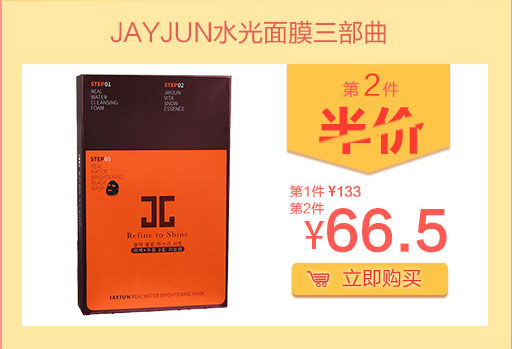 JAYJUN水光面膜三部曲
STEP01
REAL
WATER
CLEANSING
FOAM
STEP02
JAYJUN
VITA
SNOW
ESSENCE
STEP03
REAL
WATER
BRIGHTENING
BLACK
MASK
Refine to Shine
JAYJUN REAL WATER BRIGHTENING MASK
第2件
半价
第1件 ¥133
第2件
¥66.5
立即购买